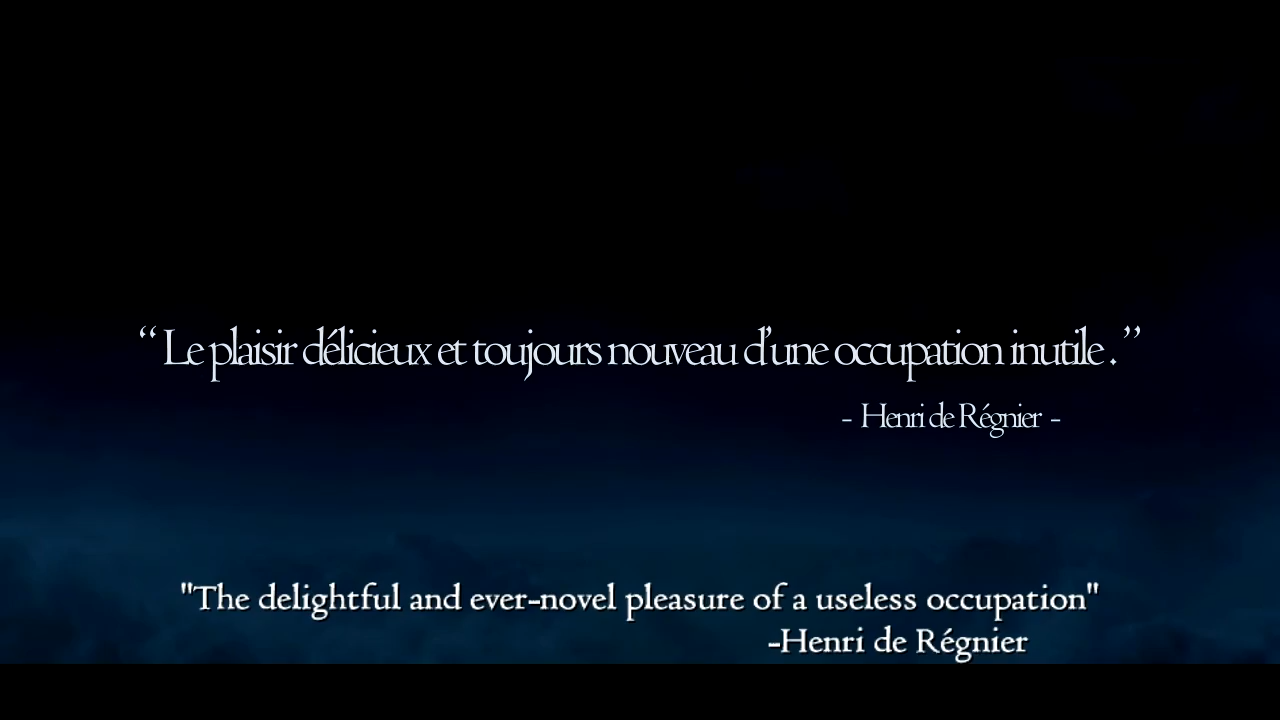 “ Le plaisir délicieux et toujours nouveau d’une occupation inutile . ”
- Henri de Régnier -
"The delightful and ever-novel pleasure of a useless occupation"
-Henri de Régnier